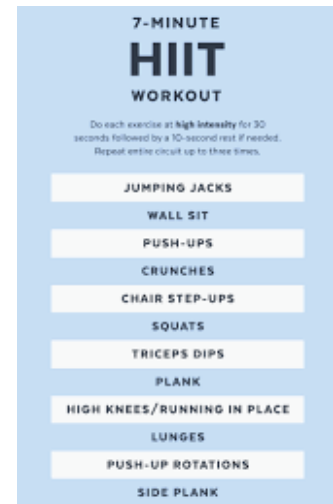 7-MINUTE
HIIT
WORKOUT
Do each exercise at high intensity for 30
seconds followed by a 10-second rest if needed.
Repeat entire circuit up to three times.
JUMPING JACKS
WALL SIT
PUSH-UPS
CRUNCHES
CHAIR STEP-UPS
SQUATS
TRICEPS DIPS
PLANK
HIGH KNEES/RUNNING IN PLACE
LUNGES
PUSH-UP ROTATIONS
SIDE PLANK